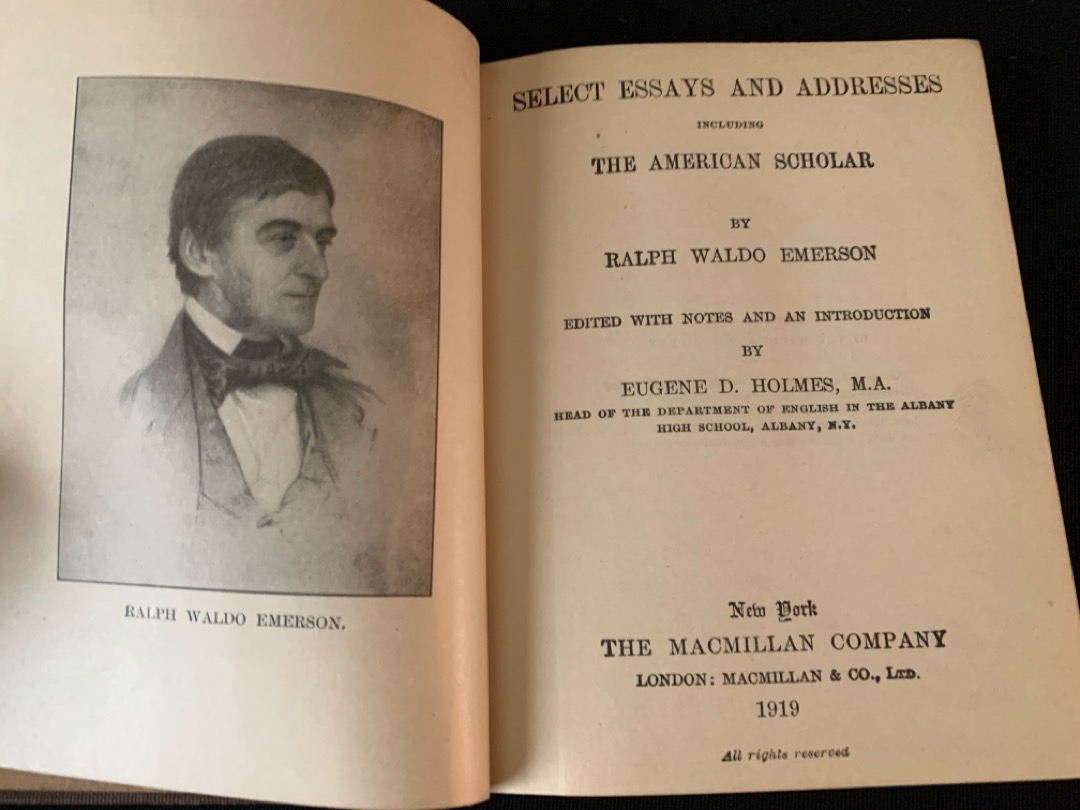 RALPH WALDO EMERSON.
SELECT ESSAYS AND ADDRESSES
INCLUDING
THE AMERICAN SCHOLAR
BY
RALPH WALDO EMERSON
EDITED WITH NOTES AND AN INTRODUCTION
BY
EUGENE D. HOLMES, M.A.
HEAD OF THE DEPARTMENT OF ENGLISH IN THE ALBANY
HIGH SCHOOL, ALBANY, N.Y.
New York
THE MACMILLAN COMPANY
LONDON: MACMILLAN & CO., LTD.
1919
All rights reserved